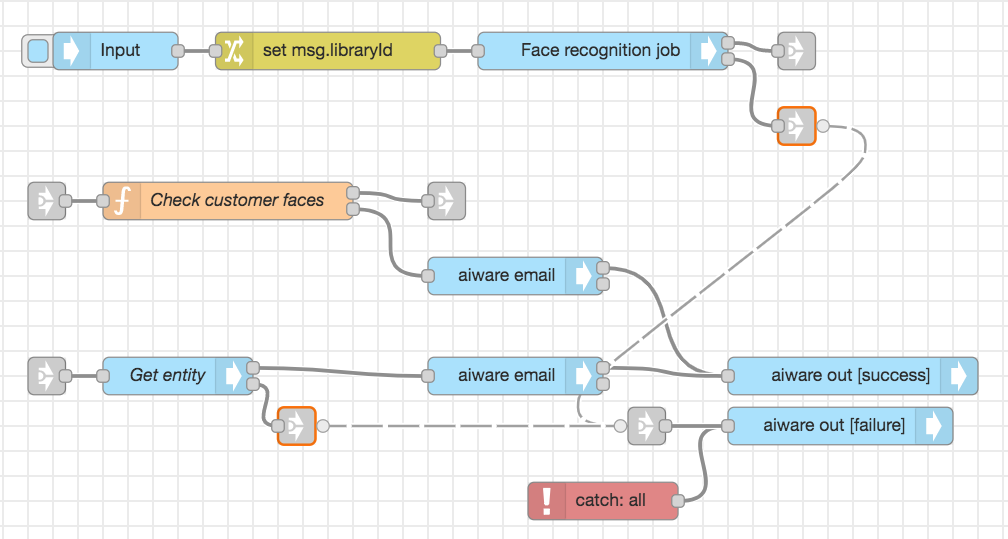 Input
set msg.libraryId
Face recognition job
Check customer faces
aiware email
Get entity
aiware email
aiware out [success]
aiware out [failure]
catch: all